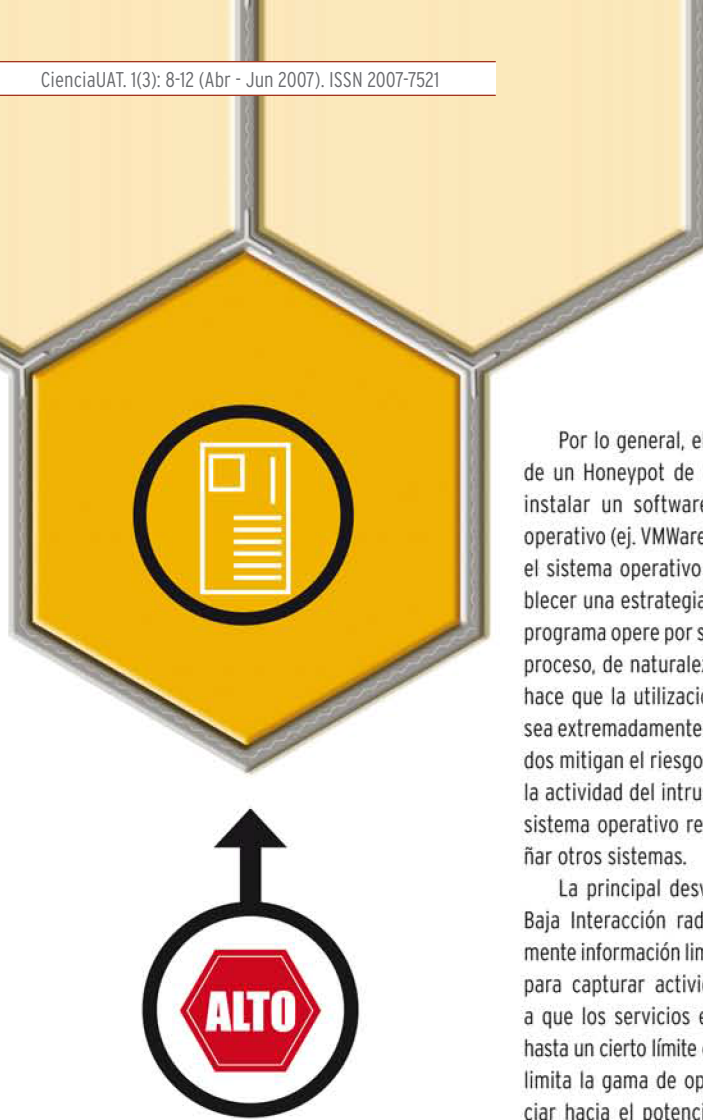 CienciaUAT. 1(3): 8-12 (Abr - Jun 2007). ISSN 2007-7521
Por lo general, el
de un Honeypot de
instalar un software
operativo (ej. VMWare
el sistema operativo
blecer una estrategia
programa opere por s
proceso, de naturalez
hace que la utilizació
sea extremadamente
dos mitigan el riesgo
la actividad del intru
sistema operativo re
ñar otros sistemas.
La principal desv
Baja Interacción rad
mente información lim
para capturar activid
a que los servicios e
hasta un cierto límite
limita la gama de op
ciar hacia el potenci
ALTO